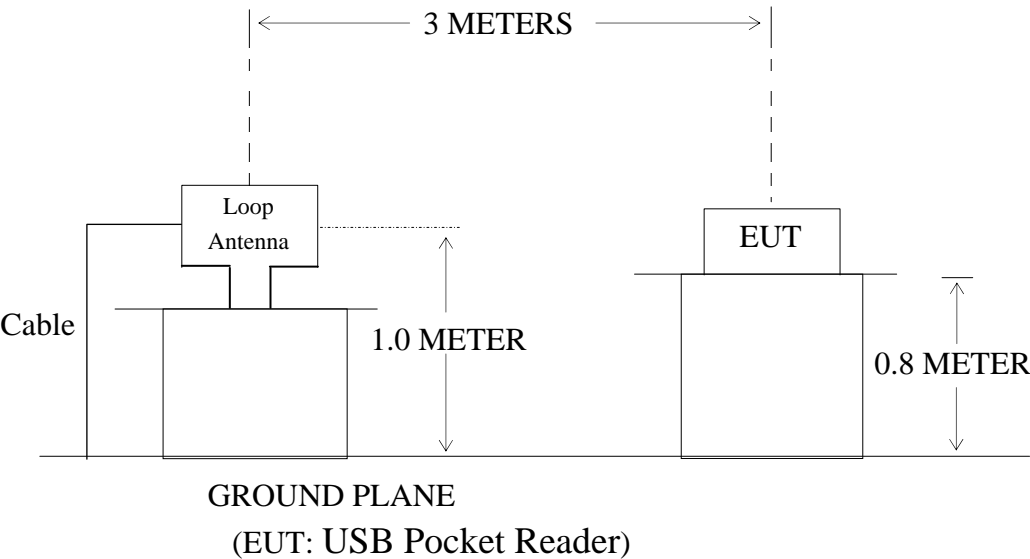 3 METERS
Loop
Antenna
EUT
Cable
1.0 METER
0.8 METER
GROUND PLANE
(EUT: USB Pocket Reader)